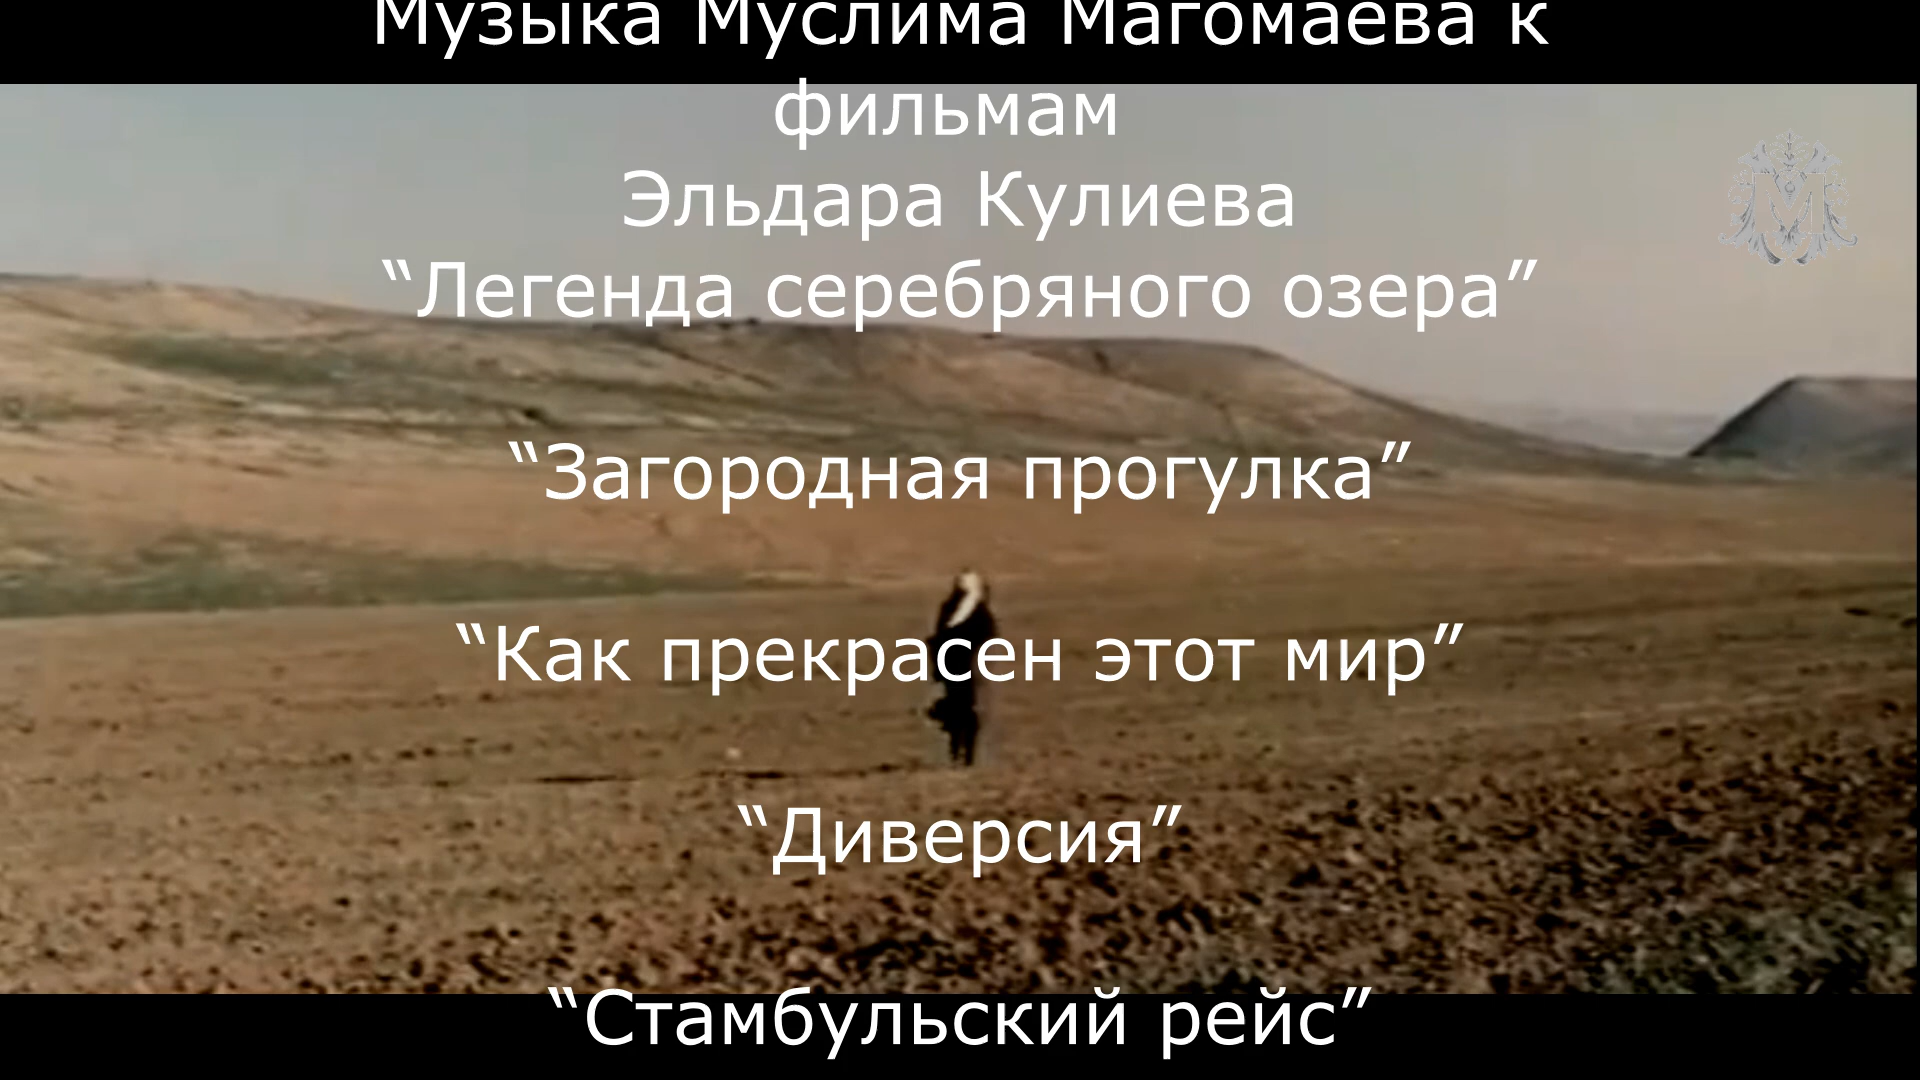 Музыка Муслима Магомаева к
фильмам
Эльдара Кулиева
“Легенда серебряного озера”
“Загородная прогулка”
“Как прекрасен этот мир”
“Диверсия”
“Стамбульский рейс”
M